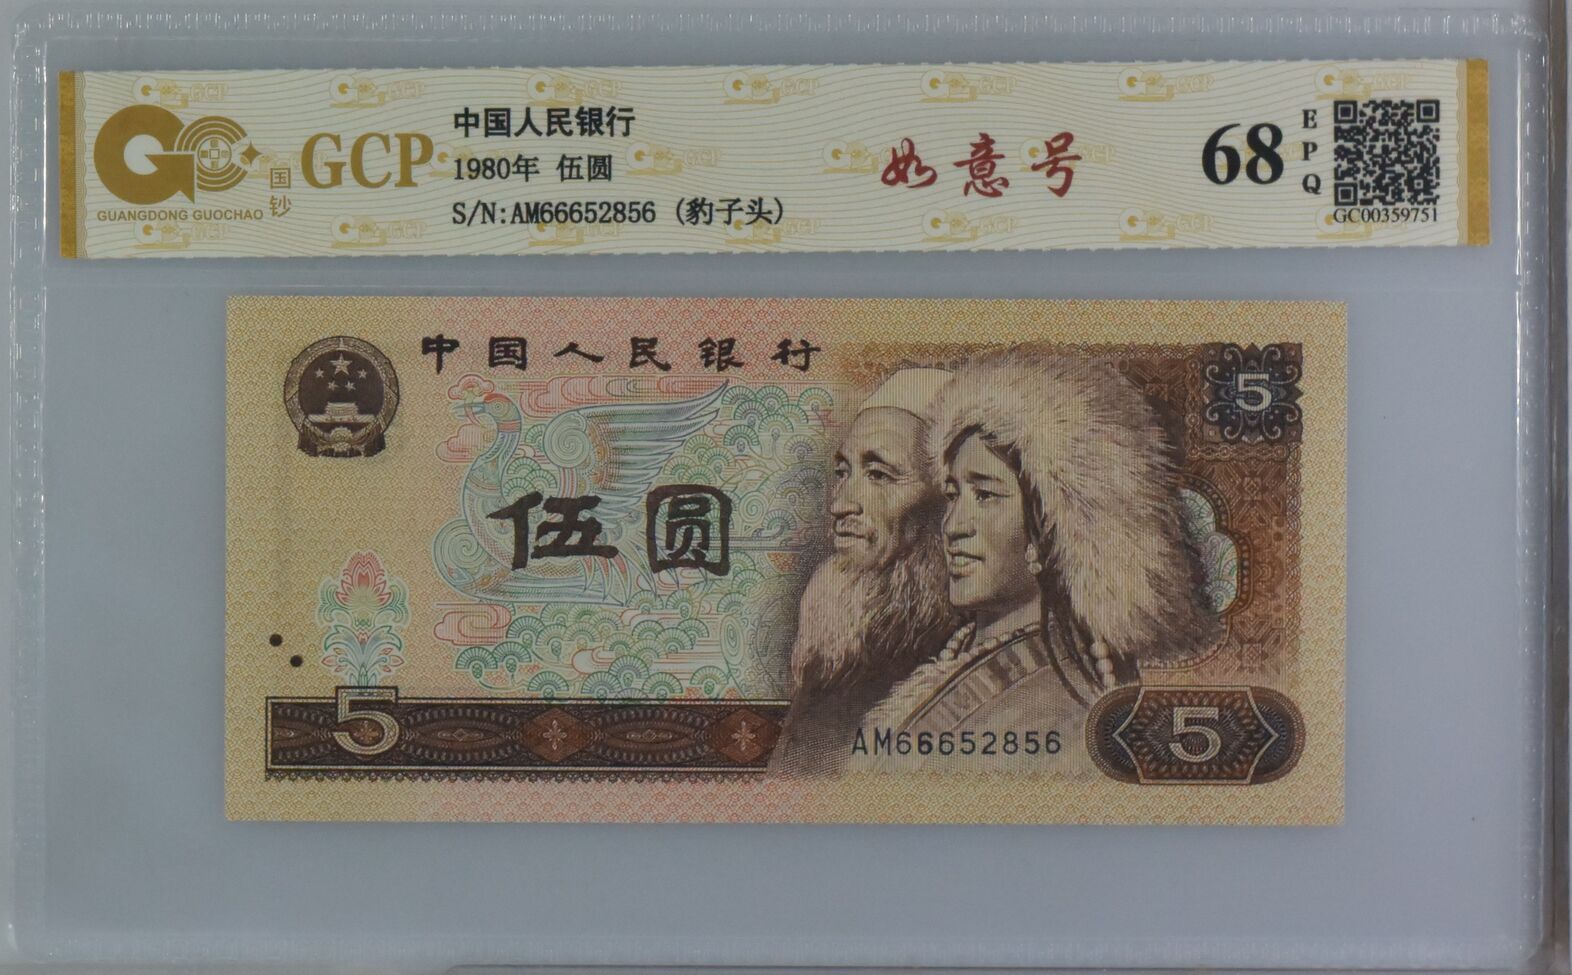 GUANGDONG GUOCHAO
国钞
GCP
中国人民银行
1980年 伍圆
S/N:AM66652856 (豹子头)
如意号
68
EPQ
GC00359751
中国人民银行
5
伍圆
5
AM66652856
5